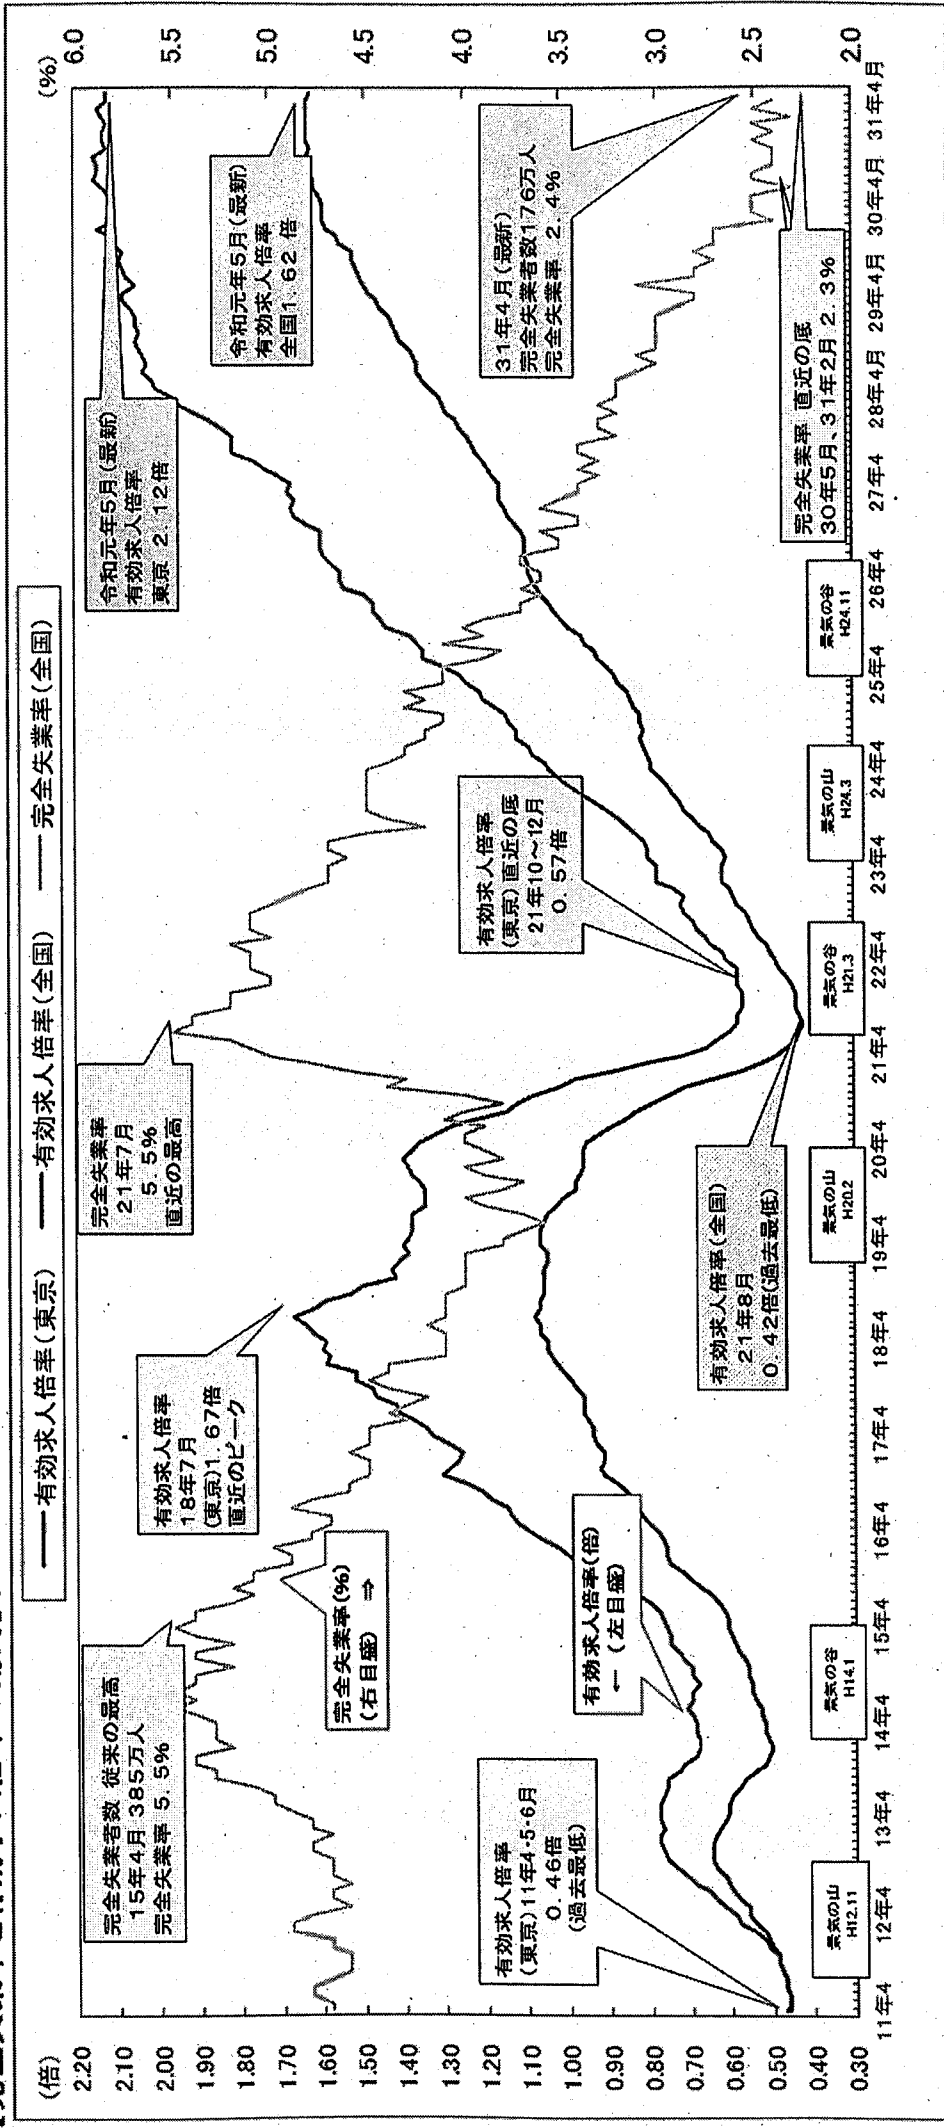 ━━有効求人倍率(東京) ━━有効求人倍率(全国) ──完全失業率(全国)
(倍)
2.20
2.10
2.00
1.90
1.80
1.70
1.60
1.50
1.40
1.30
1.20
1.10
1.00
0.90
0.80
0.70
0.60
0.50
0.40
0.30
(%)
6.0
5.5
5.0
4.5
4.0
3.5
3.0
2.5
2.0
完全失業者数 従来の最高
15年4月 385万人
完全失業率 5.5%
完全失業率(%)
(右目盛) ⇒
有効求人倍率
18年7月
(東京)1.67倍
直近のピーク
完全失業率
21年7月
5.5%
直近の最高
令和元年5月(最新)
有効求人倍率
東京 2.12倍
令和元年5月(最新)
有効求人倍率
全国1.62倍
有効求人倍率
(東京)11年4・5・6月
0.46倍
(過去最低)
有効求人倍率(倍)
← (左目盛)
有効求人倍率
(東京)直近の底
21年10~12月
0.57倍
31年4月(最新)
完全失業者数176万人
完全失業率 2.4%
有効求人倍率(全国)
21年8月
0.42倍(過去最低)
完全失業率 直近の底
30年5月、31年2月 2.3%
景気の山
H12.11
景気の谷
H14.1
景気の山
H20.2
景気の谷
H21.3
景気の山
H24.3
景気の谷
H24.11
11年4
12年4
13年4
14年4
15年4
16年4
17年4
18年4
19年4
20年4
21年4
22年4
23年4
24年4
25年4
26年4
27年4
28年4月
29年4月
30年4月
31年4月